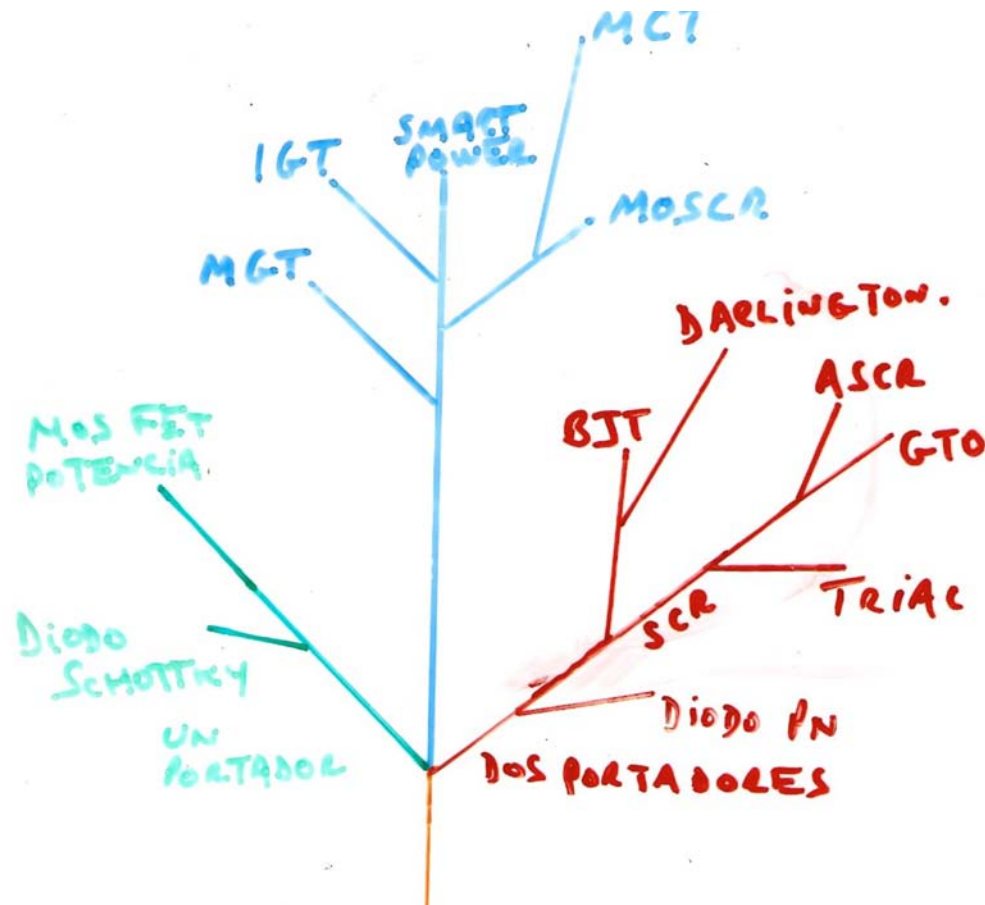 MCT
SMART
POWER
IGT
MOSCR
MGT
DARLINGTON.
ASCR
BJT
GTO
MOS FET
POTENCIA
TRIAC
SCR
DIODO
SCHOTTKY
DIODO PN
UN
PORTADOR
DOS PORTADORES